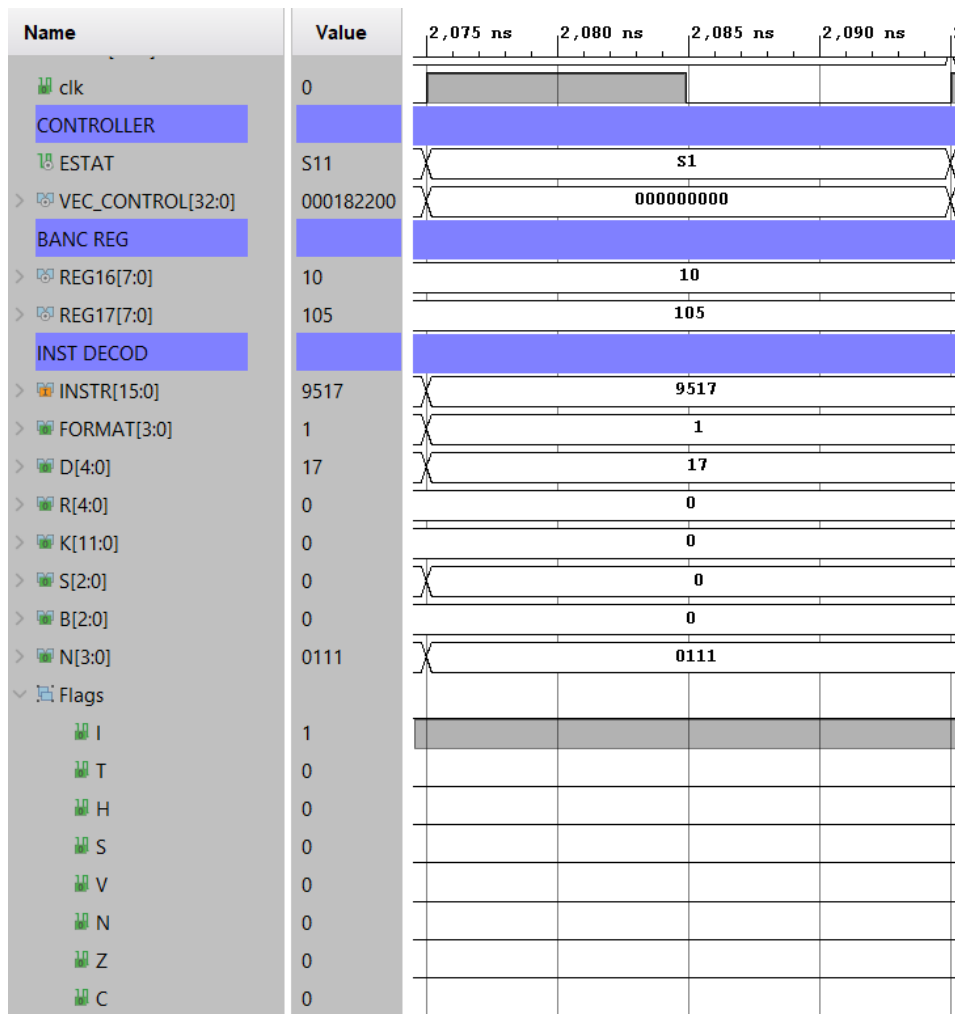 Name Value 2,075 ns 2,080 ns 2,085 ns 2,090 ns
clk 0
CONTROLLER
ESTAT S11 S1
VEC_CONTROL[32:0] 000182200 000000000
BANC REG
REG16[7:0] 10 10
REG17[7:0] 105 105
INST DECOD
INSTR[15:0] 9517 9517
FORMAT[3:0] 1 1
D[4:0] 17 17
R[4:0] 0 0
K[11:0] 0 0
S[2:0] 0 0
B[2:0] 0 0
N[3:0] 0111 0111
Flags
I 1
T 0
H 0
S 0
V 0
N 0
Z 0
C 0